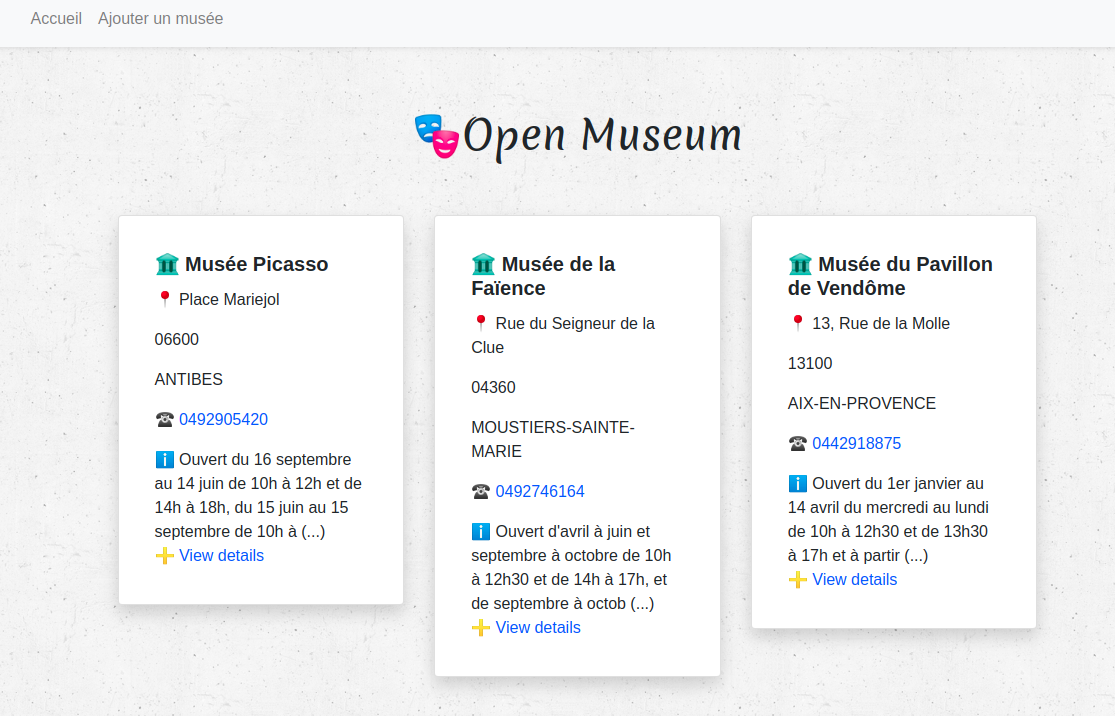 Accueil Ajouter un musée
Open Museum
Musée Picasso
Place Mariejol
06600
ANTIBES
0492905420
Ouvert du 16 septembre
au 14 juin de 10h à 12h et de
14h à 18h, du 15 juin au 15
septembre de 10h à (...)
View details
Musée de la
Faïence
Rue du Seigneur de la
Clue
04360
MOUSTIERS-SAINTE-
MARIE
0492746164
Ouvert d'avril à juin et
septembre à octobre de 10h
à 12h30 et de 14h à 17h, et
de septembre à octob (...)
View details
Musée du Pavillon
de Vendôme
13, Rue de la Molle
13100
AIX-EN-PROVENCE
0442918875
Ouvert du 1er janvier au
14 avril du mercredi au lundi
de 10h à 12h30 et de 13h30
à 17h et à partir (...)
View details